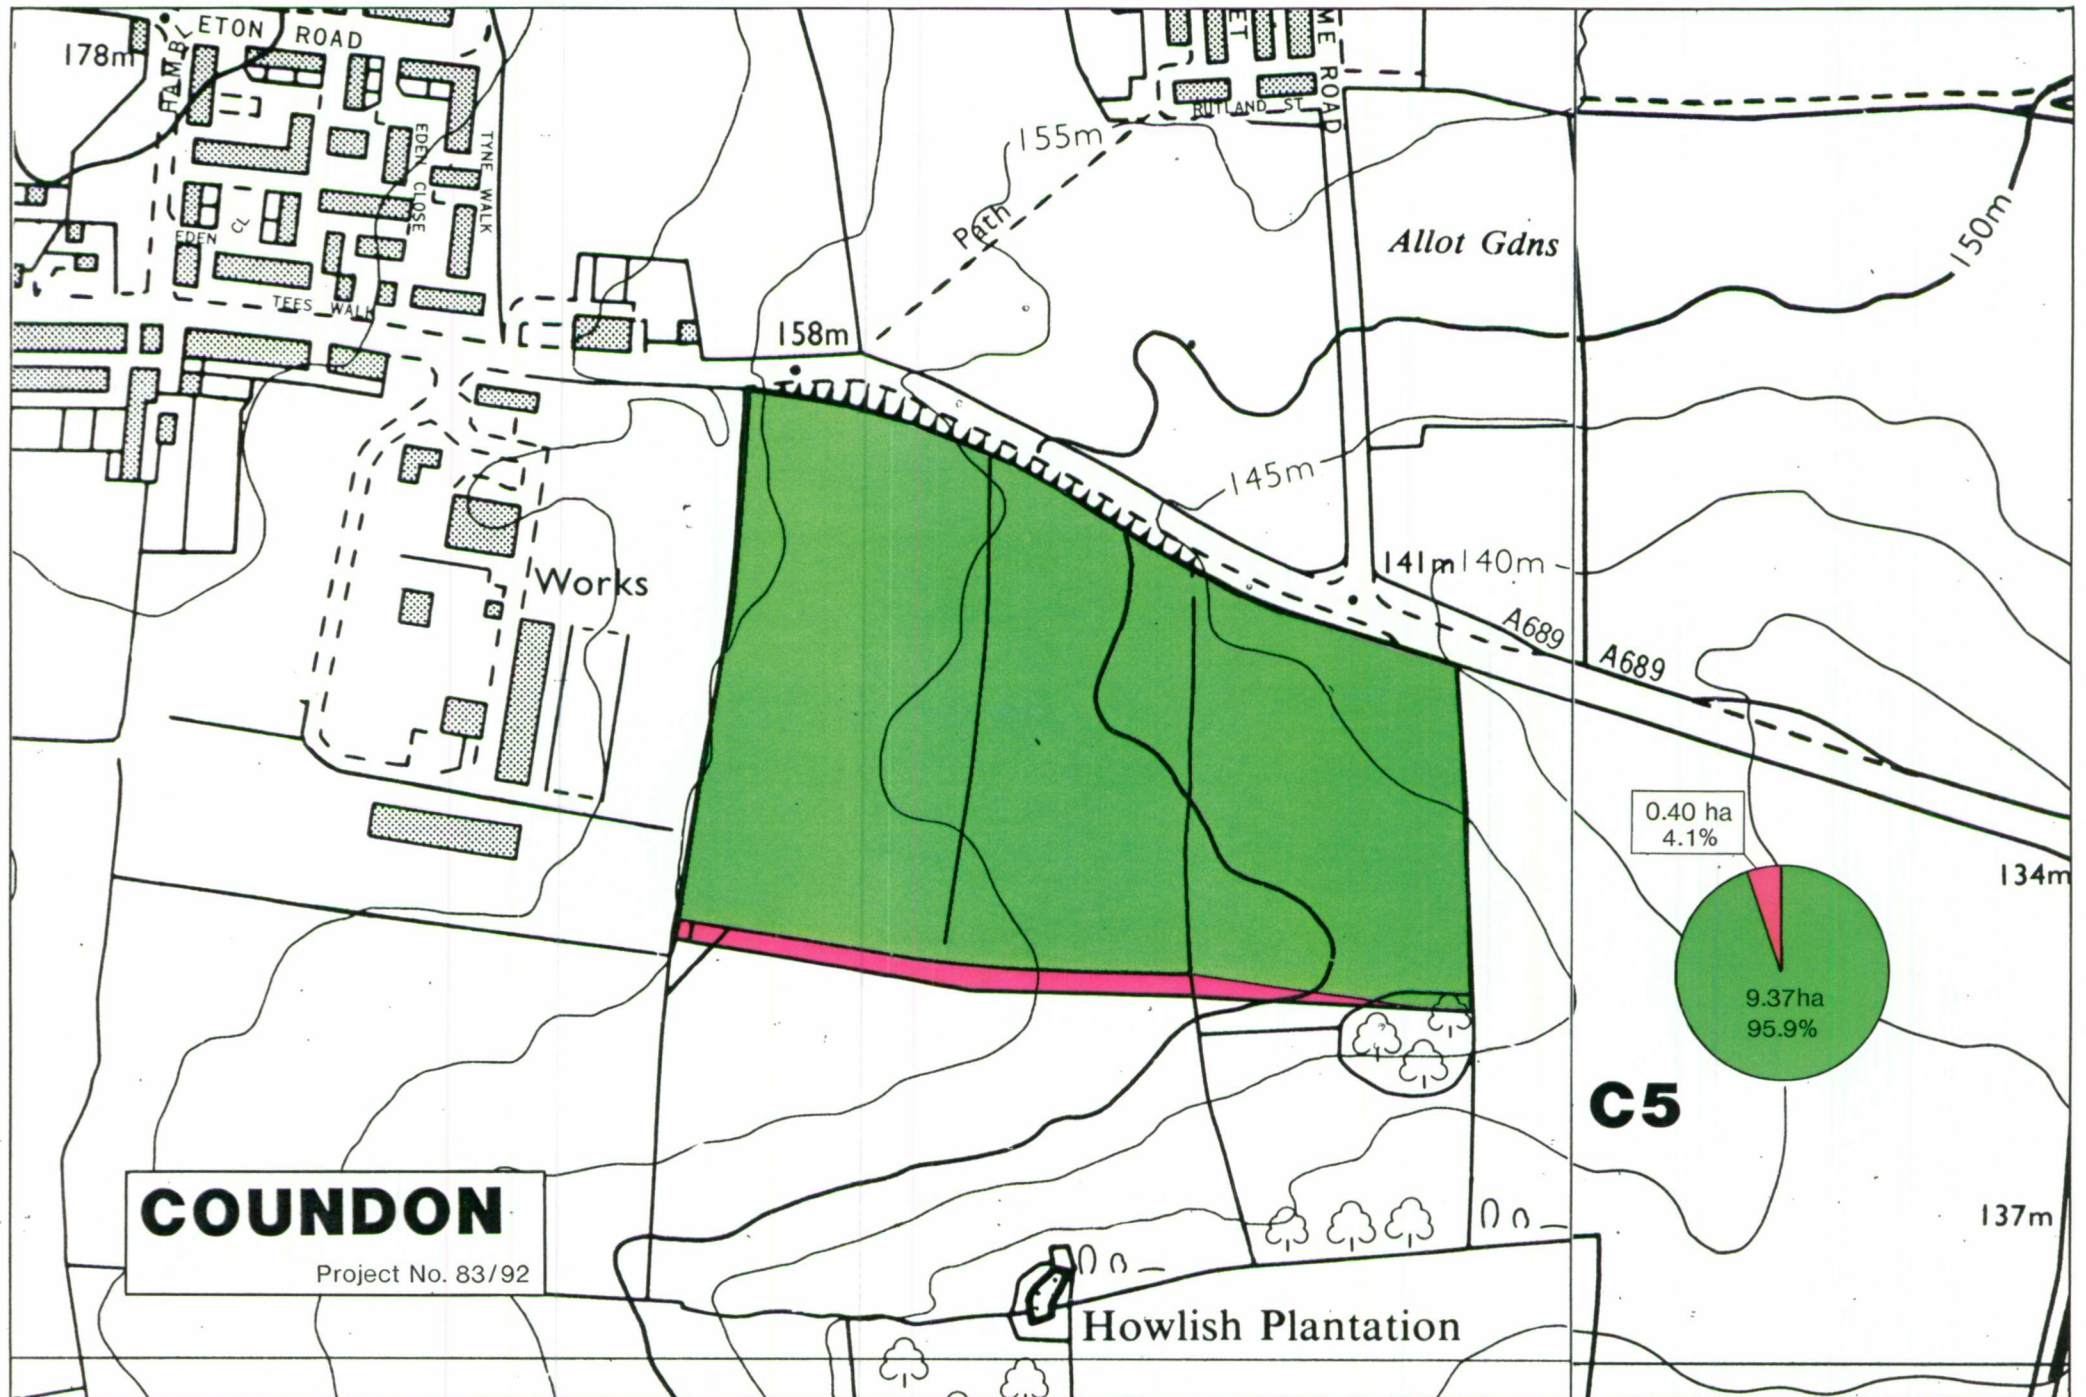 HAMBLETON ROAD
178m
EDEN CLOSE
TYNE WALK
EDEN CL
TEES WALK
ET
ME ROAD
RUTLAND ST
155m
Path
158m
Allot Gdns
150m
145m
Works
141m
140m
A689
A689
0.40 ha
4.1%
134m
9.37ha
95.9%
C5
COUNDON
Project No. 83/92
137m
Howlish Plantation